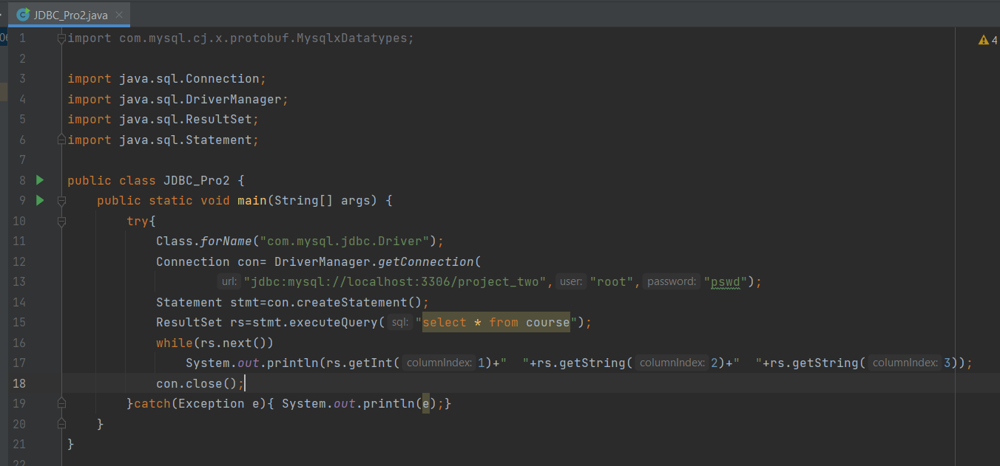 JDBC_Pro2.java
4
1 import com.mysql.cj.x.protobuf.MysqlxDatatypes;
2
3 import java.sql.Connection;
4 import java.sql.DriverManager;
5 import java.sql.ResultSet;
6 import java.sql.Statement;
7
8 public class JDBC_Pro2 {
9 public static void main(String[] args) {
10 try{
11 Class.forName("com.mysql.jdbc.Driver");
12 Connection con= DriverManager.getConnection(
13 url: "jdbc:mysql://localhost:3306/project_two", user: "root", password: "pswd");
14 Statement stmt=con.createStatement();
15 ResultSet rs=stmt.executeQuery( sql: "select * from course");
16 while(rs.next())
17 System.out.println(rs.getInt( columnIndex: 1)+"  "+rs.getString( columnIndex: 2)+"  "+rs.getString( columnIndex: 3));
18 con.close();
19 }catch(Exception e){ System.out.println(e);}
20 }
21 }
22